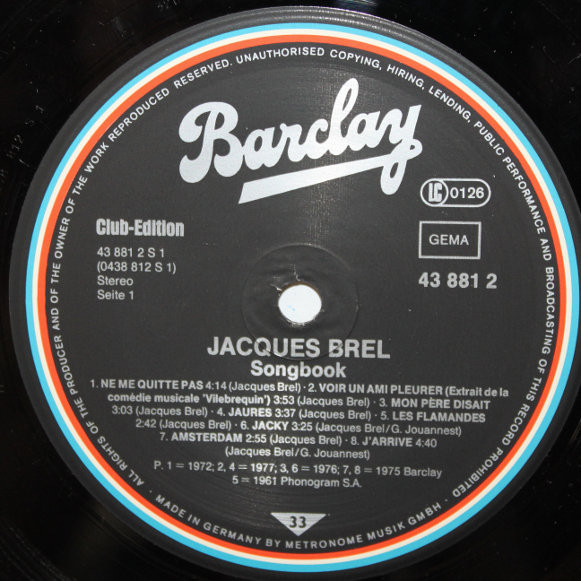 ALL RIGHTS OF THE PRODUCER AND OF THE OWNER OF THE WORK REPRODUCED RESERVED. UNAUTHORISED COPYING, HIRING, LENDING, PUBLIC PERFORMANCE AND BROADCASTING OF THIS RECORD PROHIBITED
Barclay
LC 0126
Club-Edition
GEMA
43 881 2 S 1
(0438 812 S 1)
Stereo
Seite 1
43 881 2
JACQUES BREL
Songbook
1. NE ME QUITTE PAS 4:14 (Jacques Brel) · 2. VOIR UN AMI PLEURER (Extrait de la
comédie musicale 'Vilebrequin') 3:53 (Jacques Brel) · 3. MON PÈRE DISAIT
3:03 (Jacques Brel) · 4. JAURES 3:37 (Jacques Brel) · 5. LES FLAMANDES
2:42 (Jacques Brel) · 6. JACKY 3:25 (Jacques Brel/G. Jouannest)
7. AMSTERDAM 2:55 (Jacques Brel) · 8. J'ARRIVE 4:40
(Jacques Brel/G. Jouannest)
P. 1 = 1972; 2, 4 = 1977; 3, 6 = 1976; 7, 8 = 1975 Barclay
5 = 1961 Phonogram S.A.
33
· MADE IN GERMANY BY METRONOME MUSIK GMBH ·